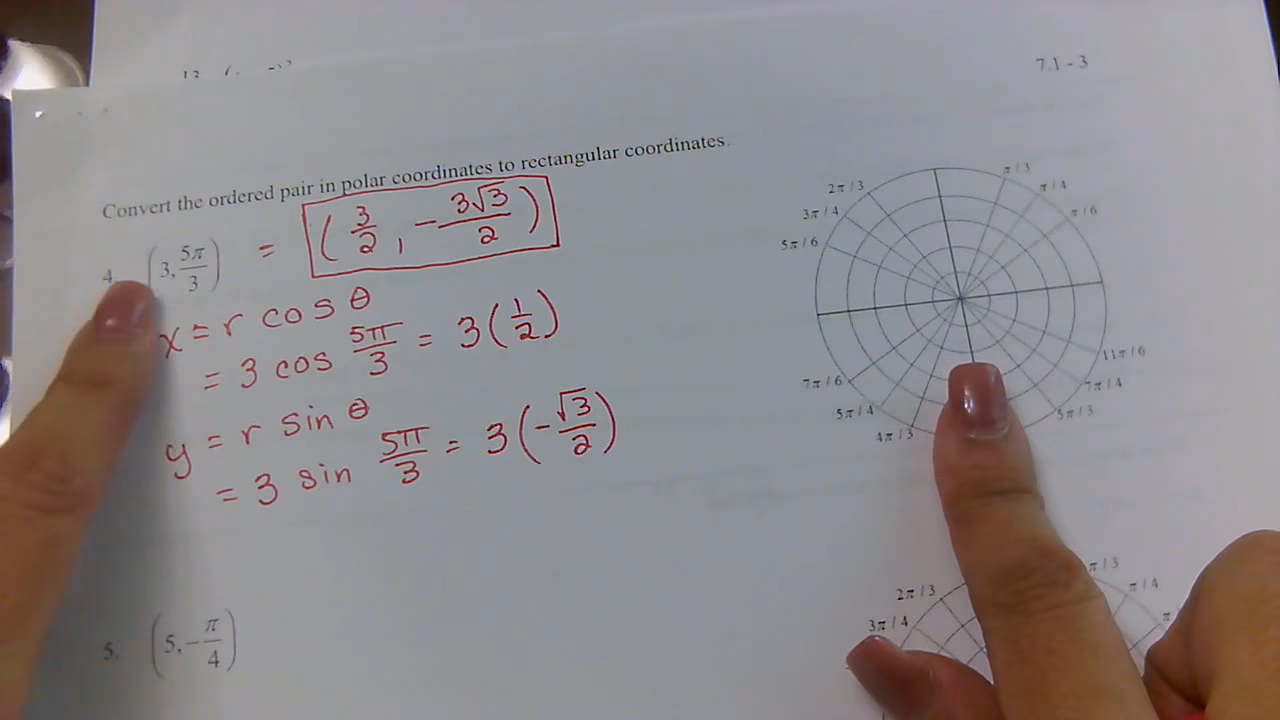 7.1 - 3
Convert the ordered pair in polar coordinates to rectangular coordinates.
4. (3, 5π/3) = (3/2, -3√3/2)
x = r cos θ
= 3 cos 5π/3 = 3(1/2)
y = r sin θ
= 3 sin 5π/3 = 3(-√3/2)
2π/3
3π/4
5π/6
π/3
π/4
π/6
7π/6
5π/4
4π/3
11π/6
7π/4
5π/3
5. (5, -π/4)
2π/3
3π/4
π/3
π/4